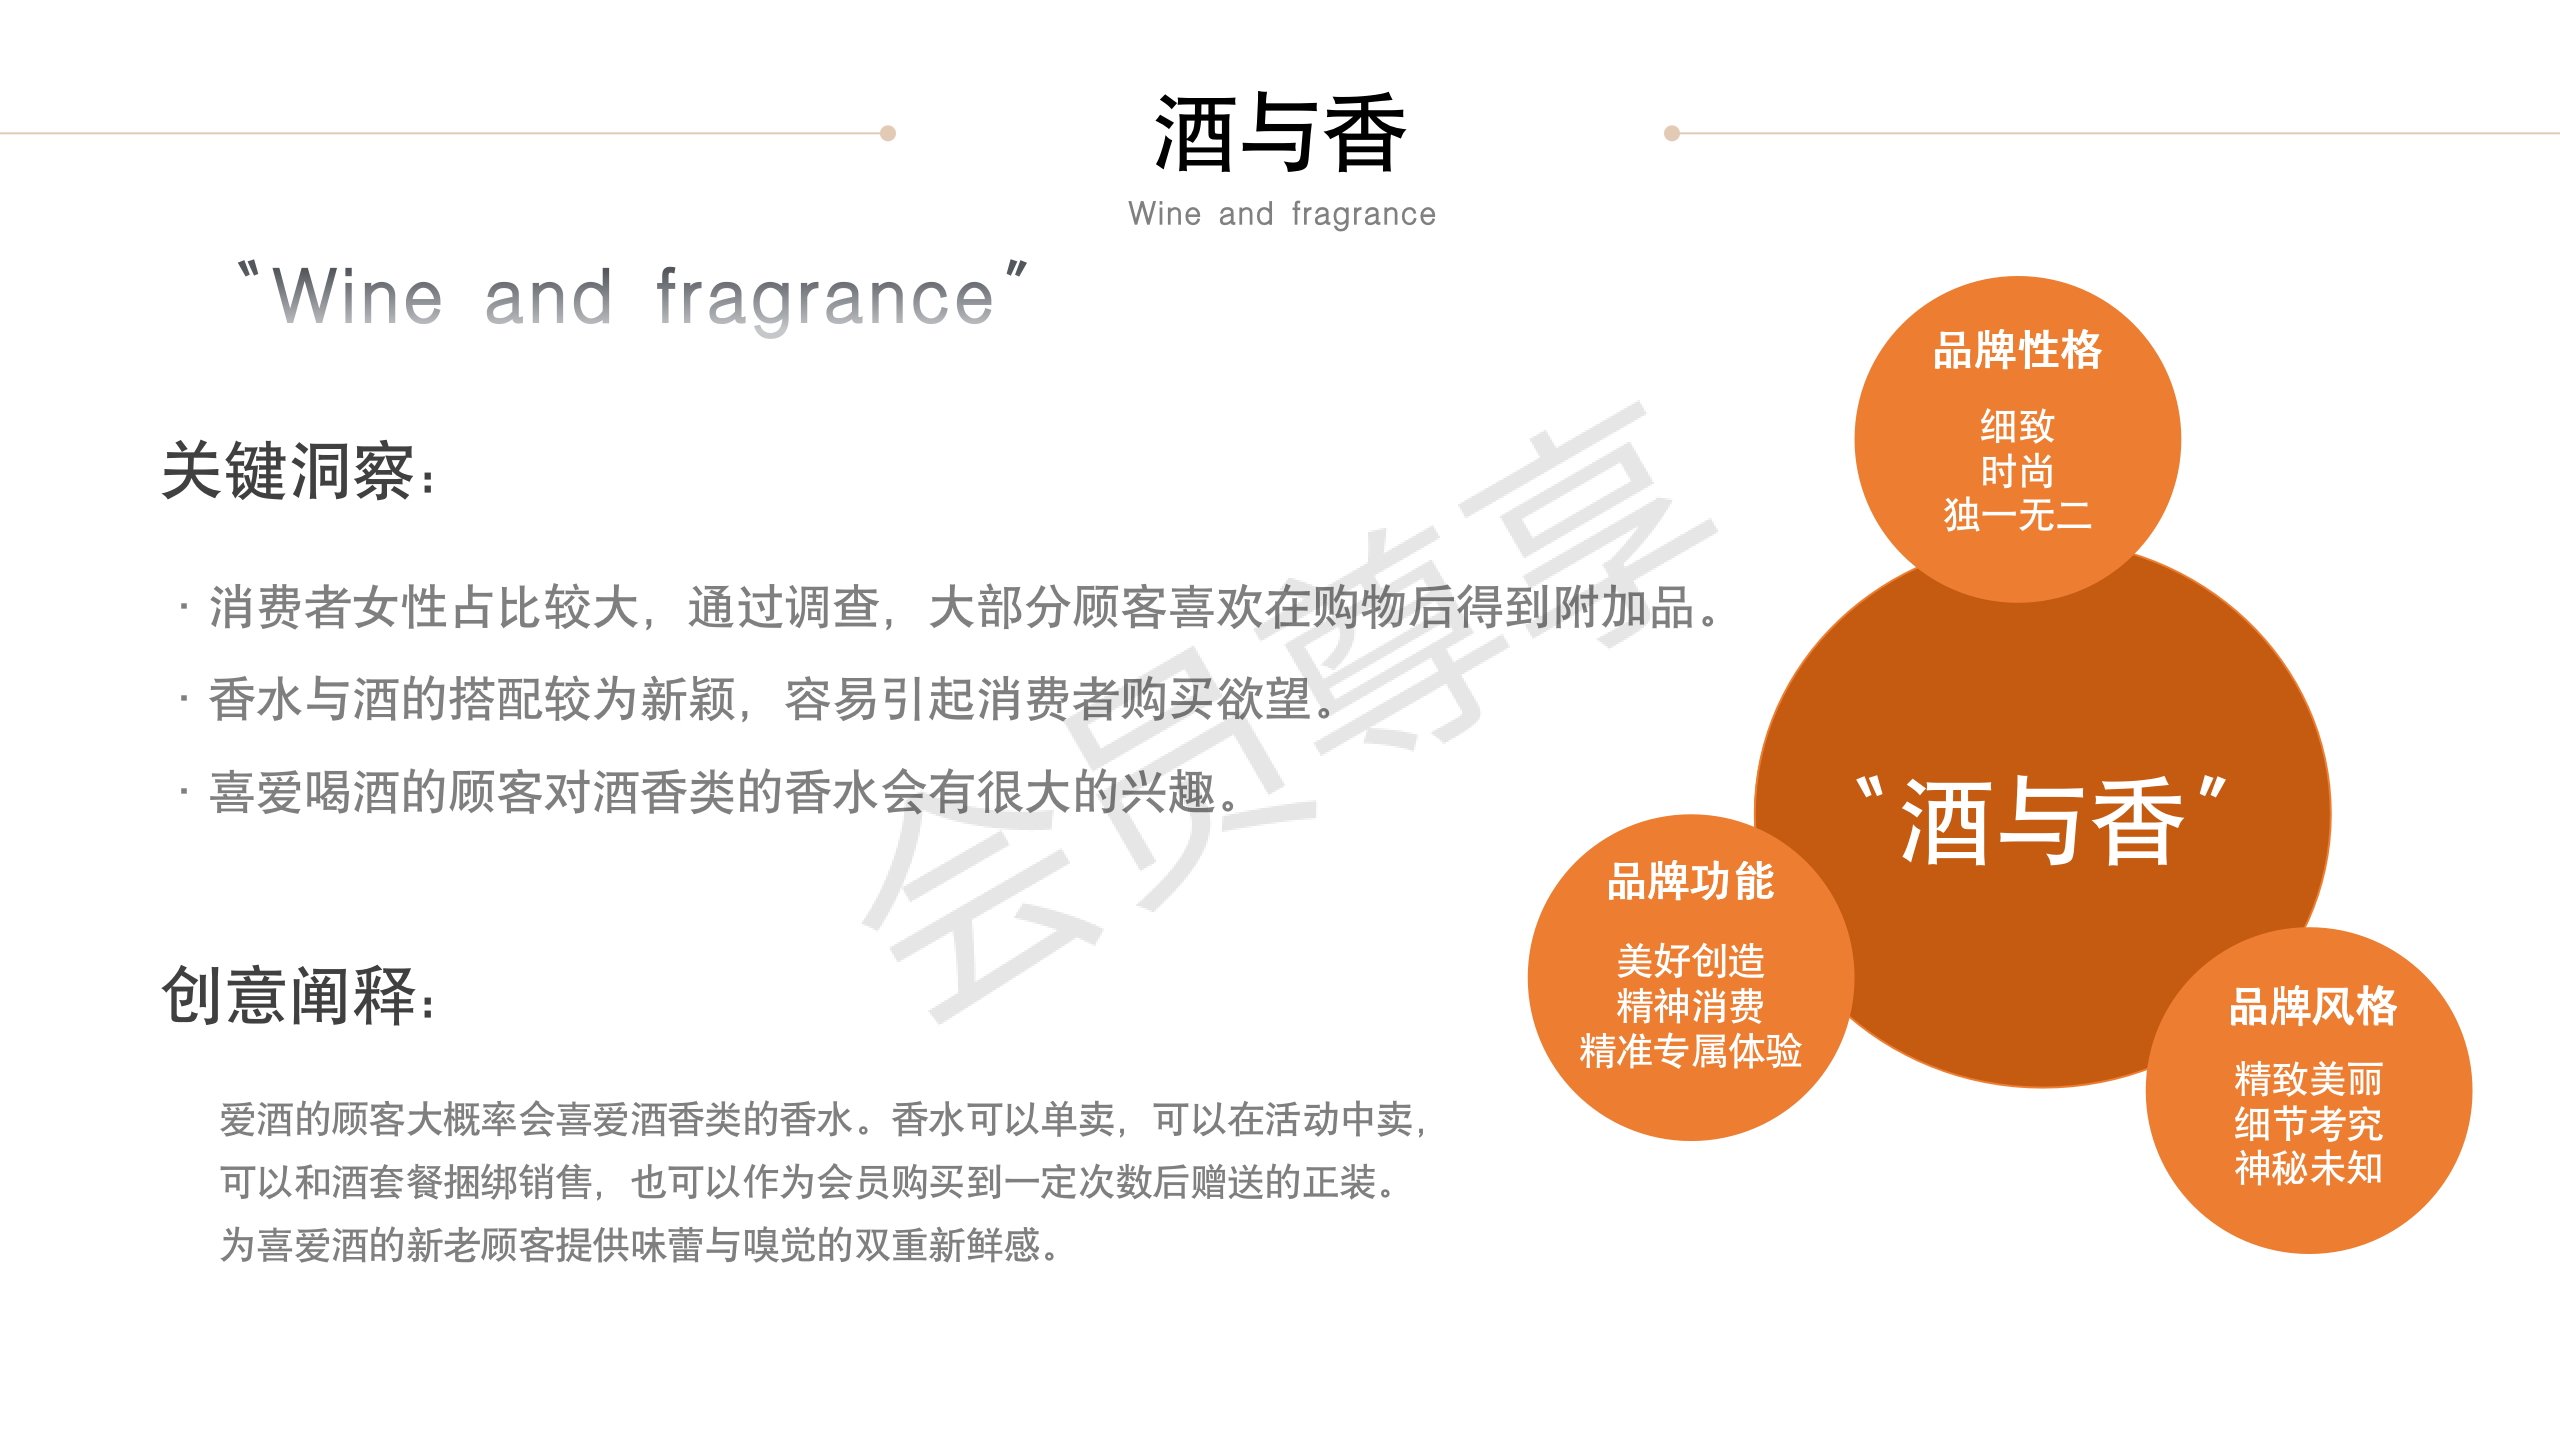 酒与香
Wine and fragrance
“Wine and fragrance”
关键洞察：
· 消费者女性占比较大，通过调查，大部分顾客喜欢在购物后得到附加品。
· 香水与酒的搭配较为新颖，容易引起消费者购买欲望。
· 喜爱喝酒的顾客对酒香类的香水会有很大的兴趣。
创意阐释：
爱酒的顾客大概率会喜爱酒香类的香水。香水可以单卖，可以在活动中卖，
可以和酒套餐捆绑销售，也可以作为会员购买到一定次数后赠送的正装。
为喜爱酒的新老顾客提供味蕾与嗅觉的双重新鲜感。
品牌性格
细致
时尚
独一无二
“酒与香”
品牌功能
美好创造
精神消费
精准专属体验
品牌风格
精致美丽
细节考究
神秘未知
会员尊享